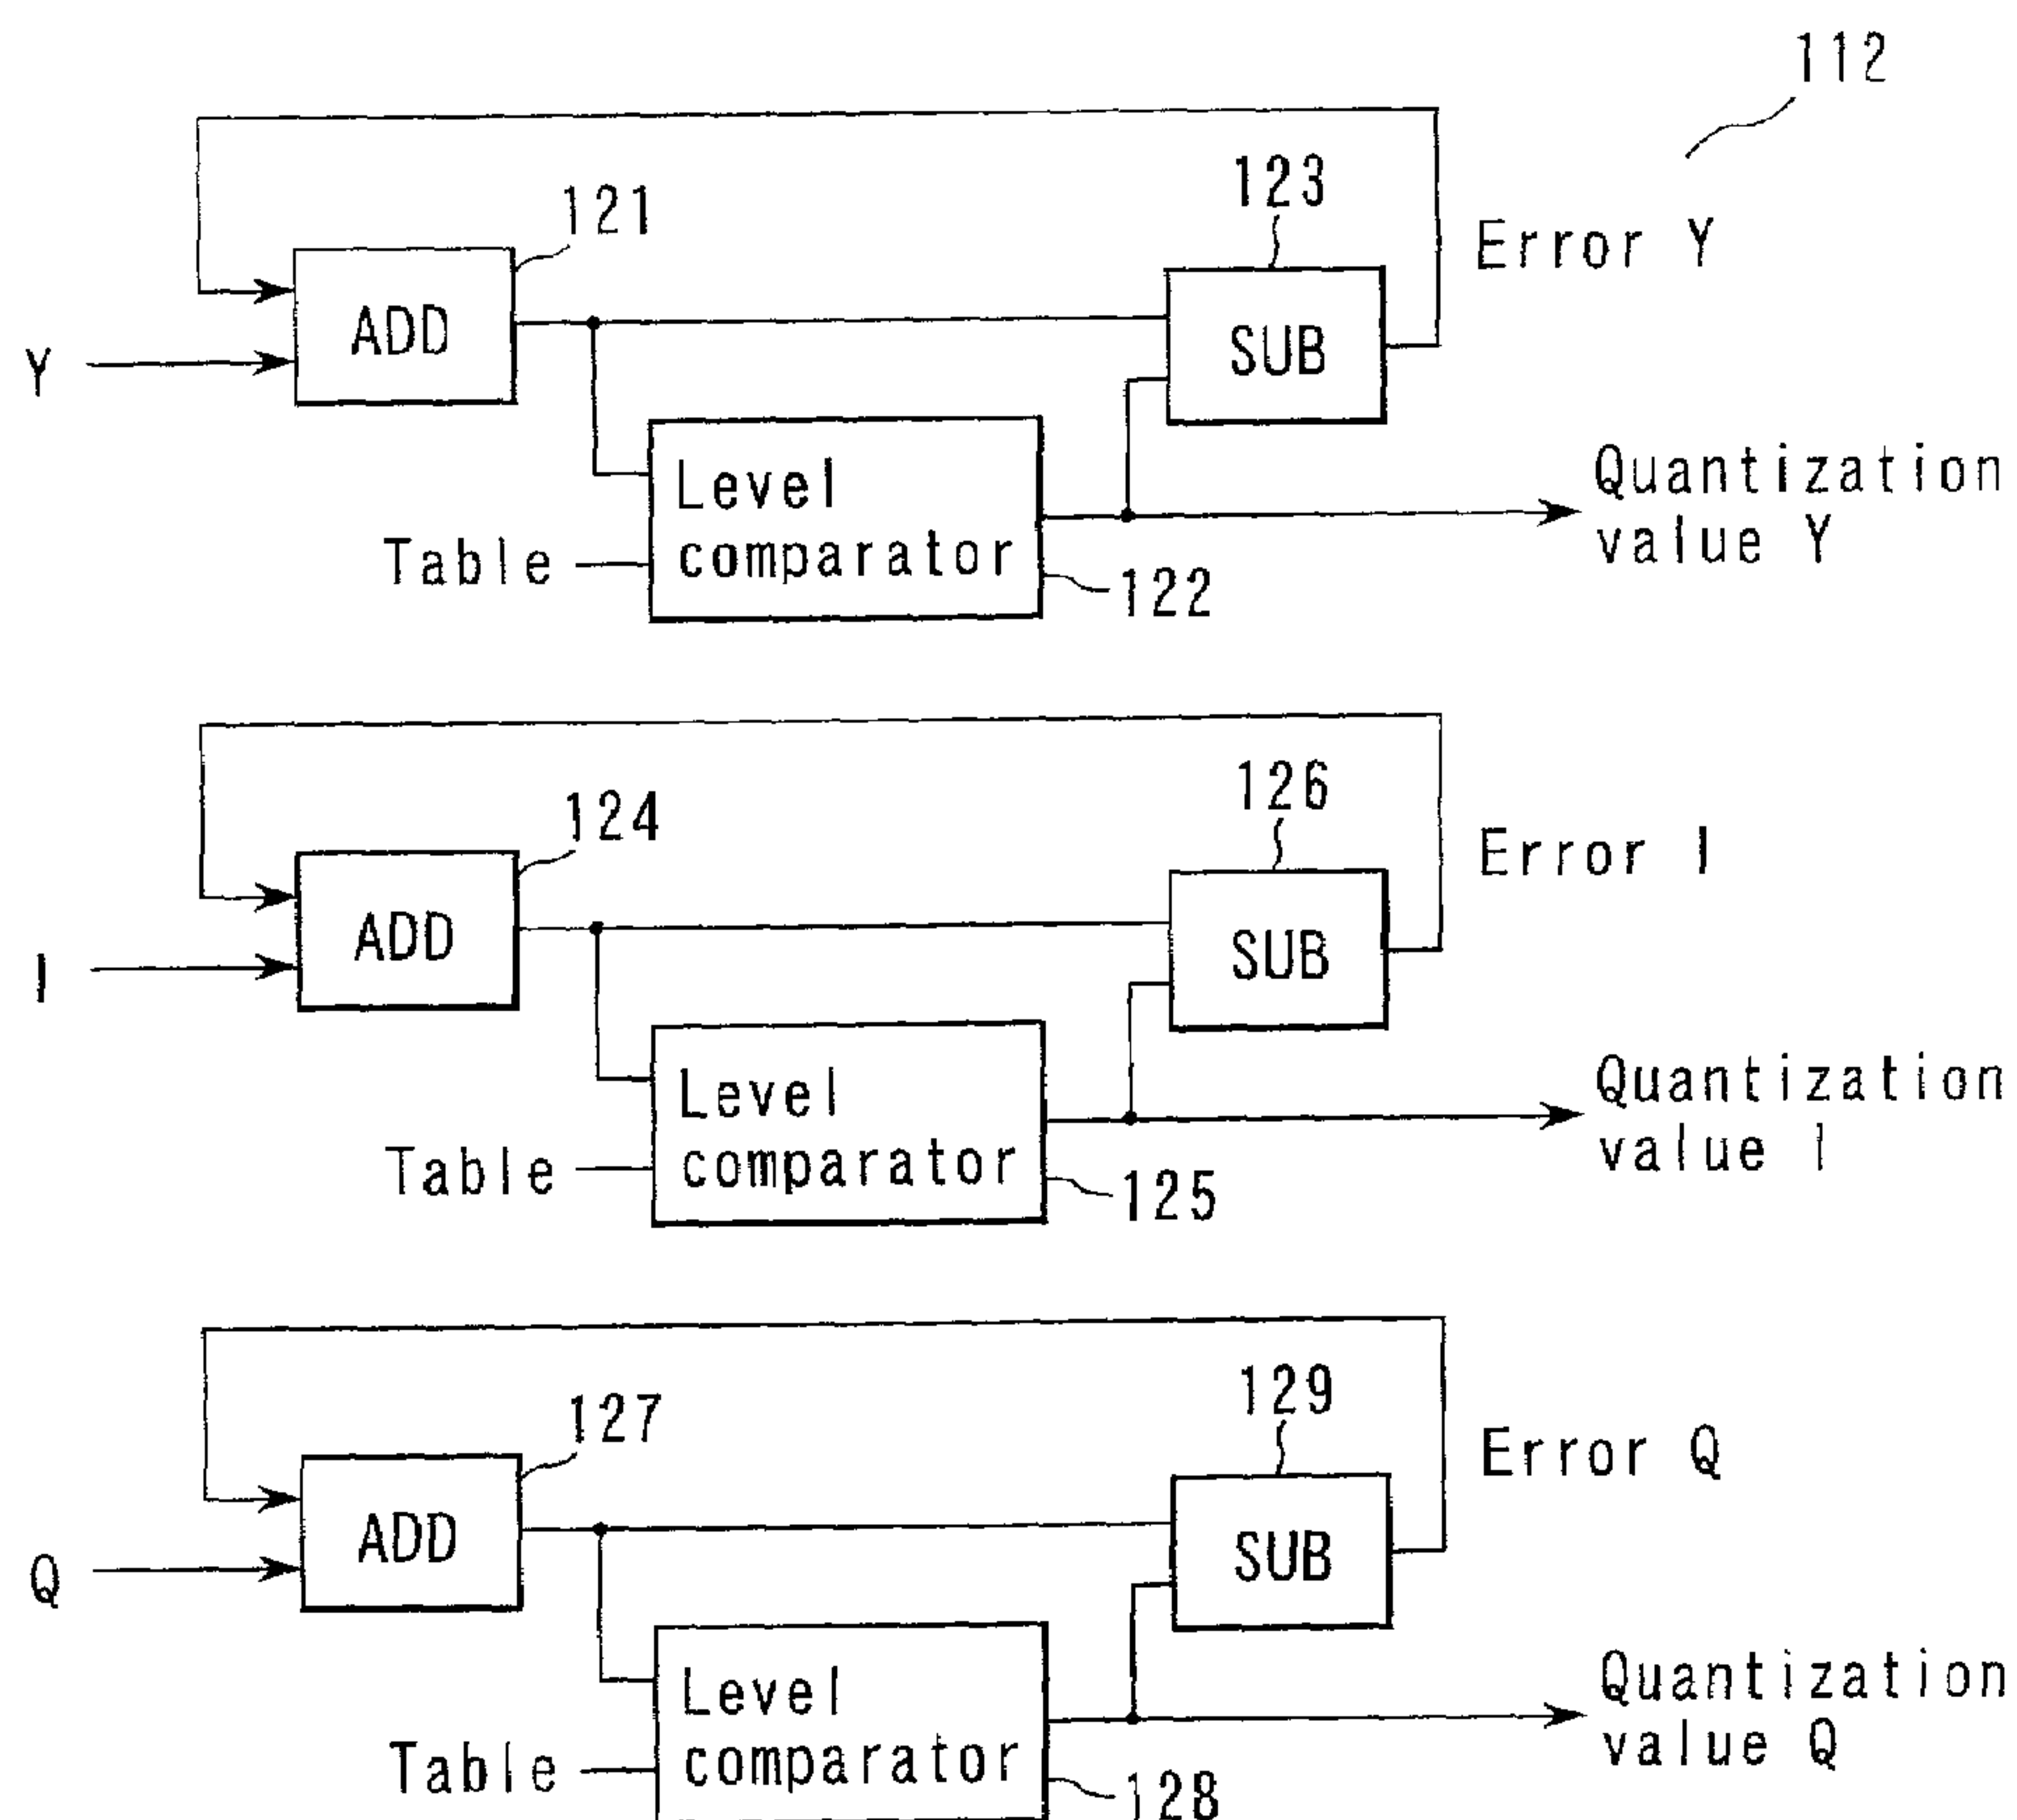 112
121
123
Error Y
ADD
SUB
Y
Level
comparator
Quantization
value Y
Table
122
124
126
Error I
ADD
SUB
I
Level
comparator
Quantization
value I
Table
125
127
129
Error Q
ADD
SUB
Q
Level
comparator
Quantization
value Q
Table
128